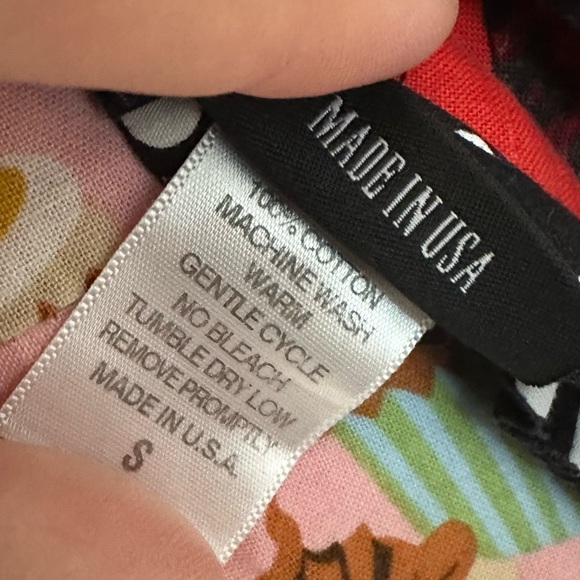 MADE IN USA
100% COTTON
MACHINE WASH
WARM
GENTLE CYCLE
NO BLEACH
TUMBLE DRY LOW
REMOVE PROMPTLY
MADE IN U.S.A.
S